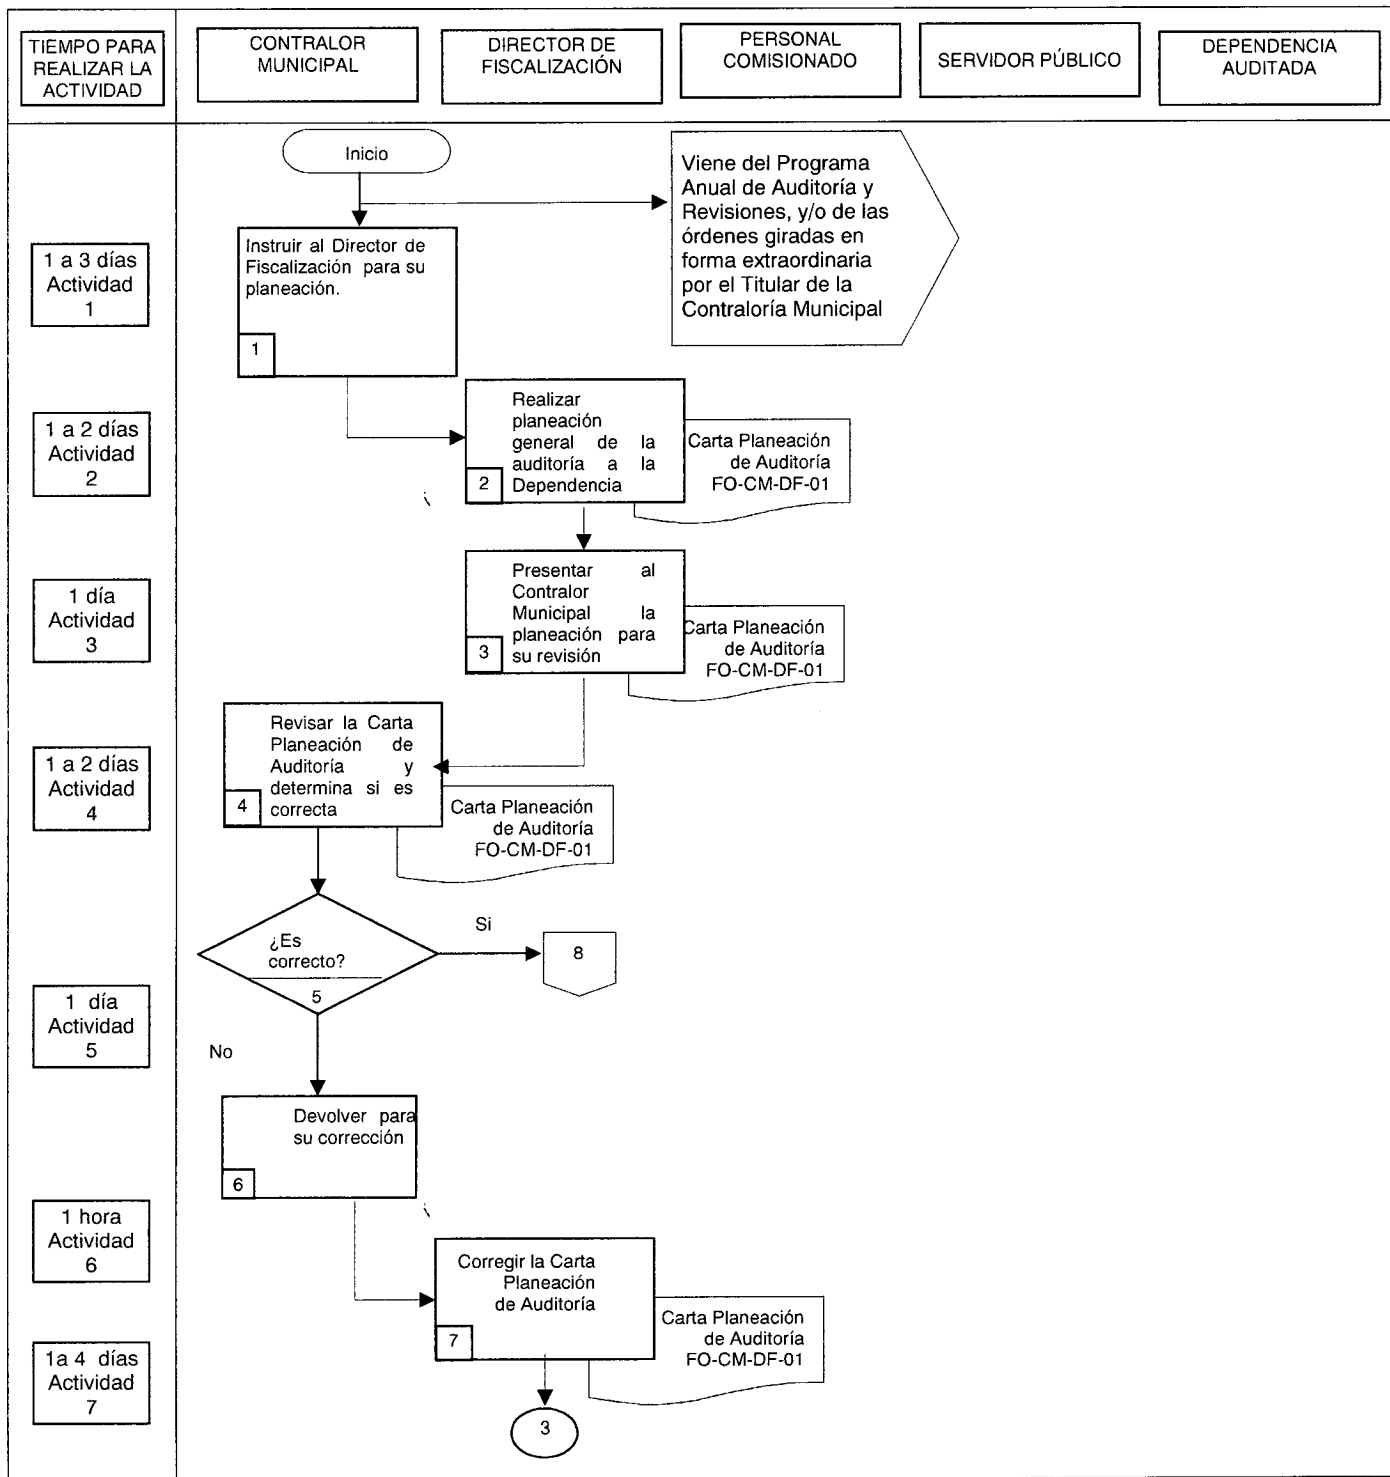 TIEMPO PARA
REALIZAR LA
ACTIVIDAD
CONTRALOR
MUNICIPAL
DIRECTOR DE
FISCALIZACIÓN
PERSONAL
COMISIONADO
SERVIDOR PÚBLICO
DEPENDENCIA
AUDITADA
Inicio
Viene del Programa
Anual de Auditoría y
Revisiones, y/o de las
órdenes giradas en
forma extraordinaria
por el Titular de la
Contraloría Municipal
1 a 3 días
Actividad
1
Instruir al Director de
Fiscalización para su
planeación.
1
1 a 2 días
Actividad
2
Realizar
planeación
general de la
auditoría a la
Dependencia
2
Carta Planeación
de Auditoría
FO-CM-DF-01
1 día
Actividad
3
Presentar al
Contralor
Municipal la
planeación para
su revisión
3
Carta Planeación
de Auditoría
FO-CM-DF-01
1 a 2 días
Actividad
4
Revisar la Carta
Planeación de
Auditoría y
determina si es
correcta
4
Carta Planeación
de Auditoría
FO-CM-DF-01
¿Es
correcto?
5
Si
8
1 día
Actividad
5
No
Devolver para
su corrección
6
1 hora
Actividad
6
Corregir la Carta
Planeación
de Auditoría
7
Carta Planeación
de Auditoría
FO-CM-DF-01
1a 4 días
Actividad
7
3